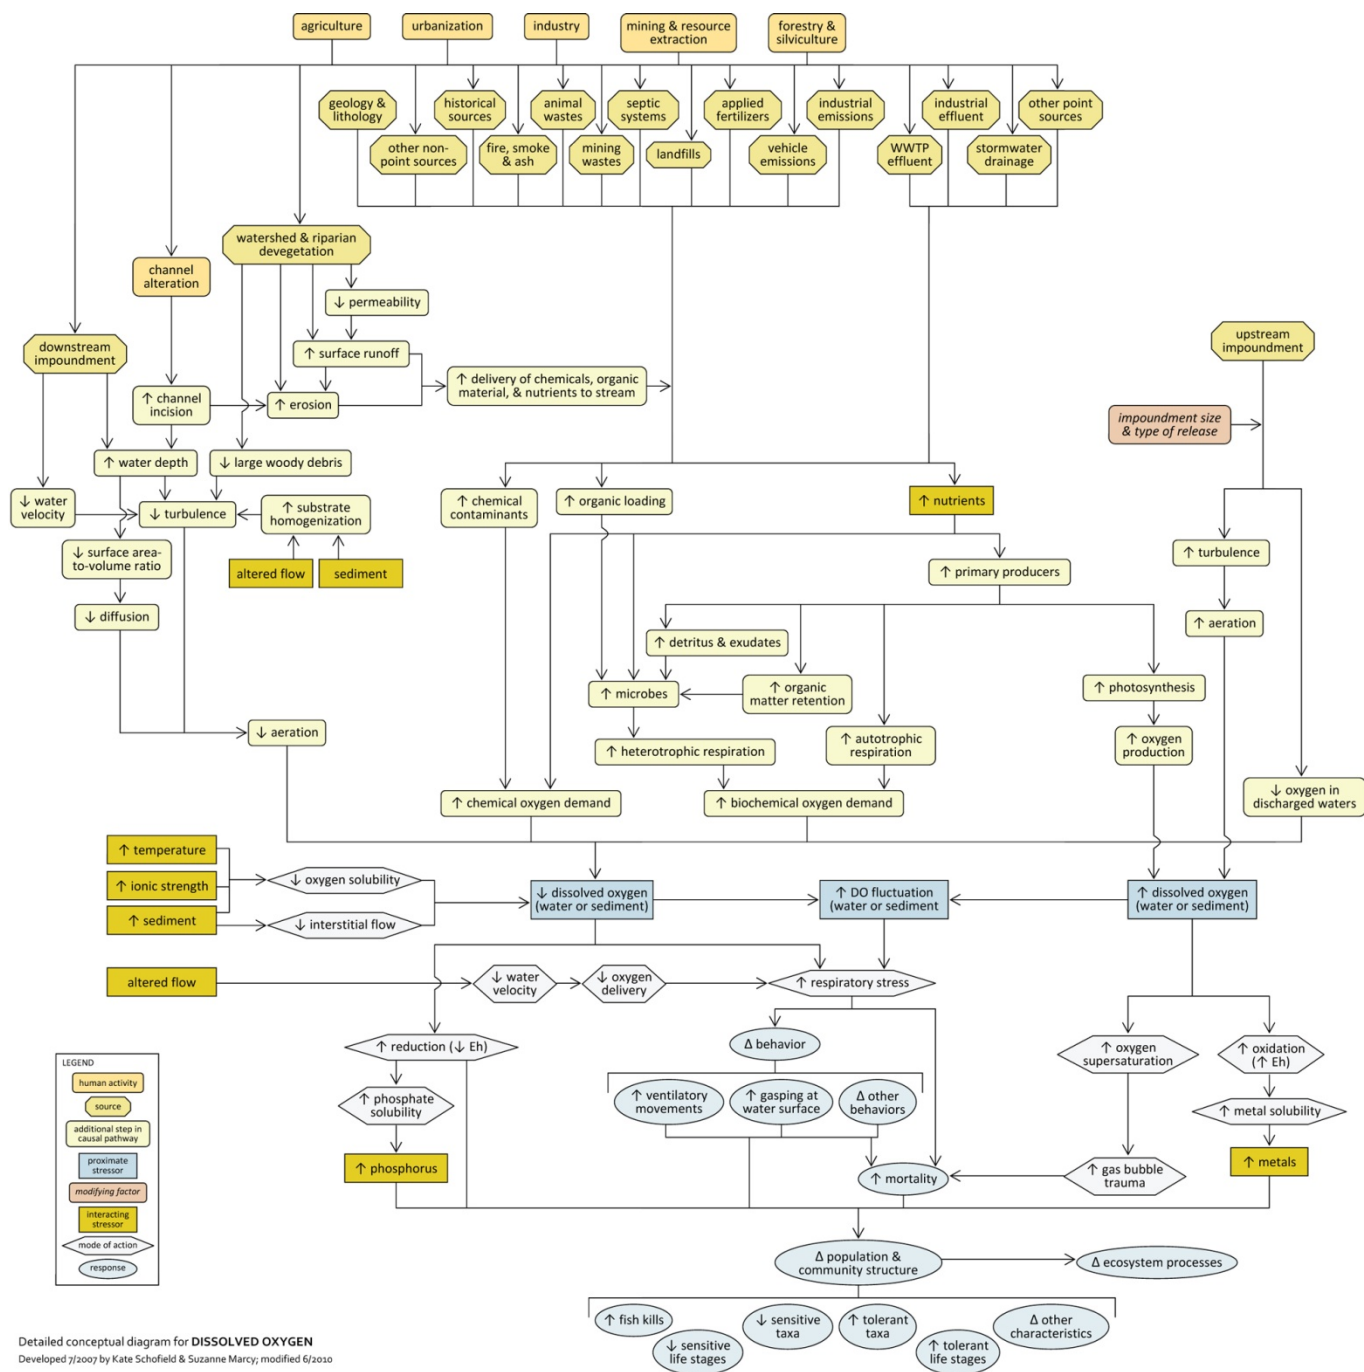 agriculture
urbanization
industry
mining & resource
extraction
forestry &
silviculture
geology &
lithology
historical
sources
animal
wastes
septic
systems
applied
fertilizers
industrial
emissions
industrial
effluent
other point
sources
other non-
point sources
fire, smoke
& ash
mining
wastes
landfills
vehicle
emissions
WWTP
effluent
stormwater
drainage
watershed & riparian
devegetation
channel
alteration
↓ permeability
downstream
impoundment
↑ surface runoff
upstream
impoundment
↑ channel
incision
↑ erosion
↑ delivery of chemicals, organic
material, & nutrients to stream
impoundment size
& type of release
↑ water depth
↓ large woody debris
↓ water
velocity
↓ turbulence
↑ substrate
homogenization
↑ chemical
contaminants
↑ organic loading
↑ nutrients
↓ surface area-
to-volume ratio
altered flow
sediment
↑ primary producers
↑ turbulence
↓ diffusion
↑ aeration
↑ detritus & exudates
↑ microbes
↑ organic
matter retention
↑ photosynthesis
↓ aeration
↑ heterotrophic respiration
↑ autotrophic
respiration
↑ oxygen
production
↑ chemical oxygen demand
↑ biochemical oxygen demand
↓ oxygen in
discharged waters
↑ temperature
↑ ionic strength
↑ sediment
↓ oxygen solubility
↓ interstitial flow
↓ dissolved oxygen
(water or sediment)
↑ DO fluctuation
(water or sediment
↑ dissolved oxygen
(water or sediment)
altered flow
↓ water
velocity
↓ oxygen
delivery
↑ respiratory stress
↑ reduction (↓ Eh)
Δ behavior
↑ oxygen
supersaturation
↑ oxidation
(↑ Eh)
↑ phosphate
solubility
↑ ventilatory
movements
↑ gasping at
water surface
Δ other
behaviors
↑ metal solubility
↑ phosphorus
↑ mortality
↑ gas bubble
trauma
↑ metals
Δ population &
community structure
Δ ecosystem processes
↑ fish kills
↓ sensitive
life stages
↓ sensitive
taxa
↑ tolerant
taxa
↑ tolerant
life stages
Δ other
characteristics
LEGEND
human activity
source
additional step in
causal pathway
proximate
stressor
modifying factor
interacting
stressor
mode of action
response
Detailed conceptual diagram for DISSOLVED OXYGEN
Developed 7/2007 by Kate Schofield & Suzanne Marcy; modified 6/2010